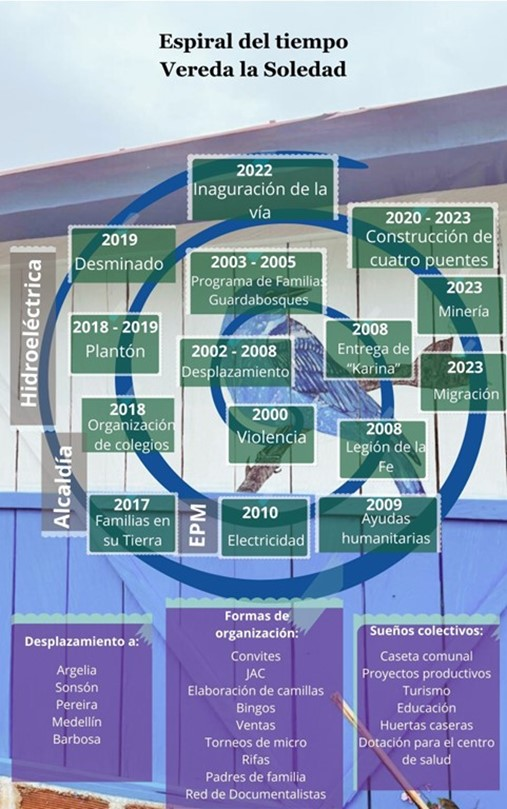 Espiral del tiempo
Vereda la Soledad
2022
Inaguración de la
vía
2020 - 2023
Construcción de
cuatro puentes
2019
Desminado
2003 - 2005
Programa de Familias
Guardabosques
2023
Minería
Hidroeléctrica
2018 - 2019
Plantón
2002 - 2008
Desplazamiento
2008
Entrega de
“Karina”
2023
Migración
2018
Organización
de colegios
2000
Violencia
2008
Legión de la
Fe
Alcaldía
2017
Familias en
su Tierra
EPM
2010
Electricidad
2009
Ayudas
humanitarias
Desplazamiento a:
Argelia
Sonsón
Pereira
Medellín
Barbosa
Formas de
organización:
Convites
JAC
Elaboración de camillas
Bingos
Ventas
Torneos de micro
Rifas
Padres de familia
Red de Documentalistas
Sueños colectivos:
Caseta comunal
Proyectos productivos
Turismo
Educación
Huertas caseras
Dotación para el centro
de salud